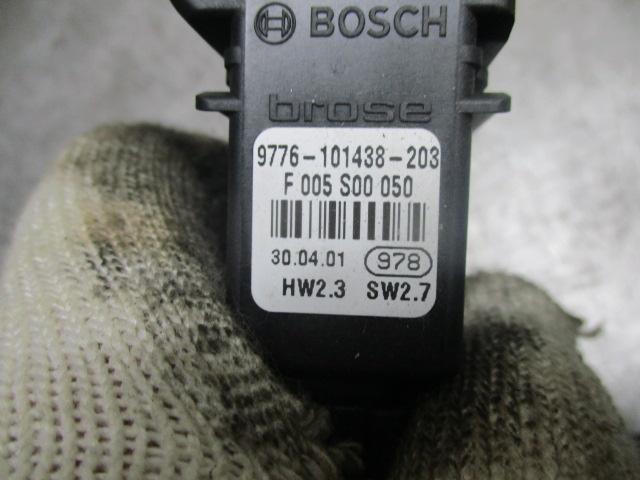 BOSCH
brose
9776-101438-203
F 005 S00 050
30.04.01 978
HW2.3 SW2.7